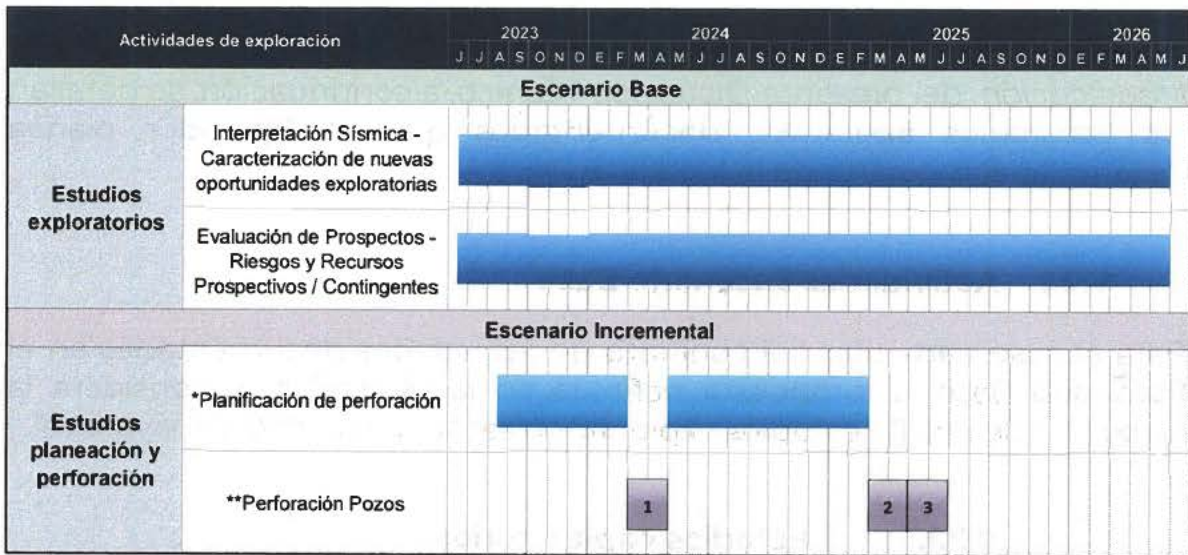 Actividades de exploración
2023 2024 2025 2026
J J A S O N D E F M A M J J A S O N D E F M A M J J A S O N D E F M A M J
Escenario Base
Estudios
exploratorios
Interpretación Sísmica -
Caracterización de nuevas
oportunidades exploratorias
Evaluación de Prospectos -
Riesgos y Recursos
Prospectivos / Contingentes
Escenario Incremental
Estudios
planeación y
perforación
*Planificación de perforación
**Perforación Pozos
1 2 3